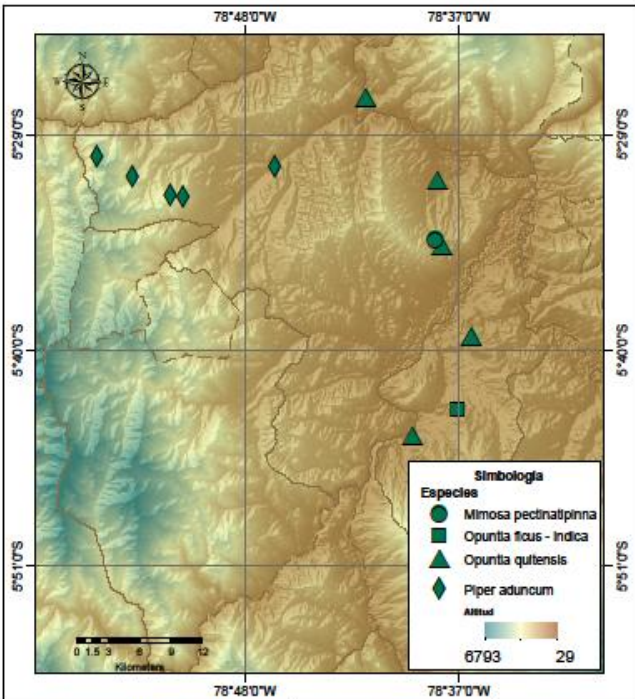 78°48'0"W 78°37'0"W
N
W E
S
5°29'0"S 5°29'0"S
5°40'0"S 5°40'0"S
5°51'0"S 5°51'0"S
Simbología
Especies
Mimosa pectinatipinna
Opuntia ficus - indica
Opuntia quitensis
Piper aduncum
Altitud
6793 29
0 1.5 3 6 9 12
Kilometers
78°48'0"W 78°37'0"W